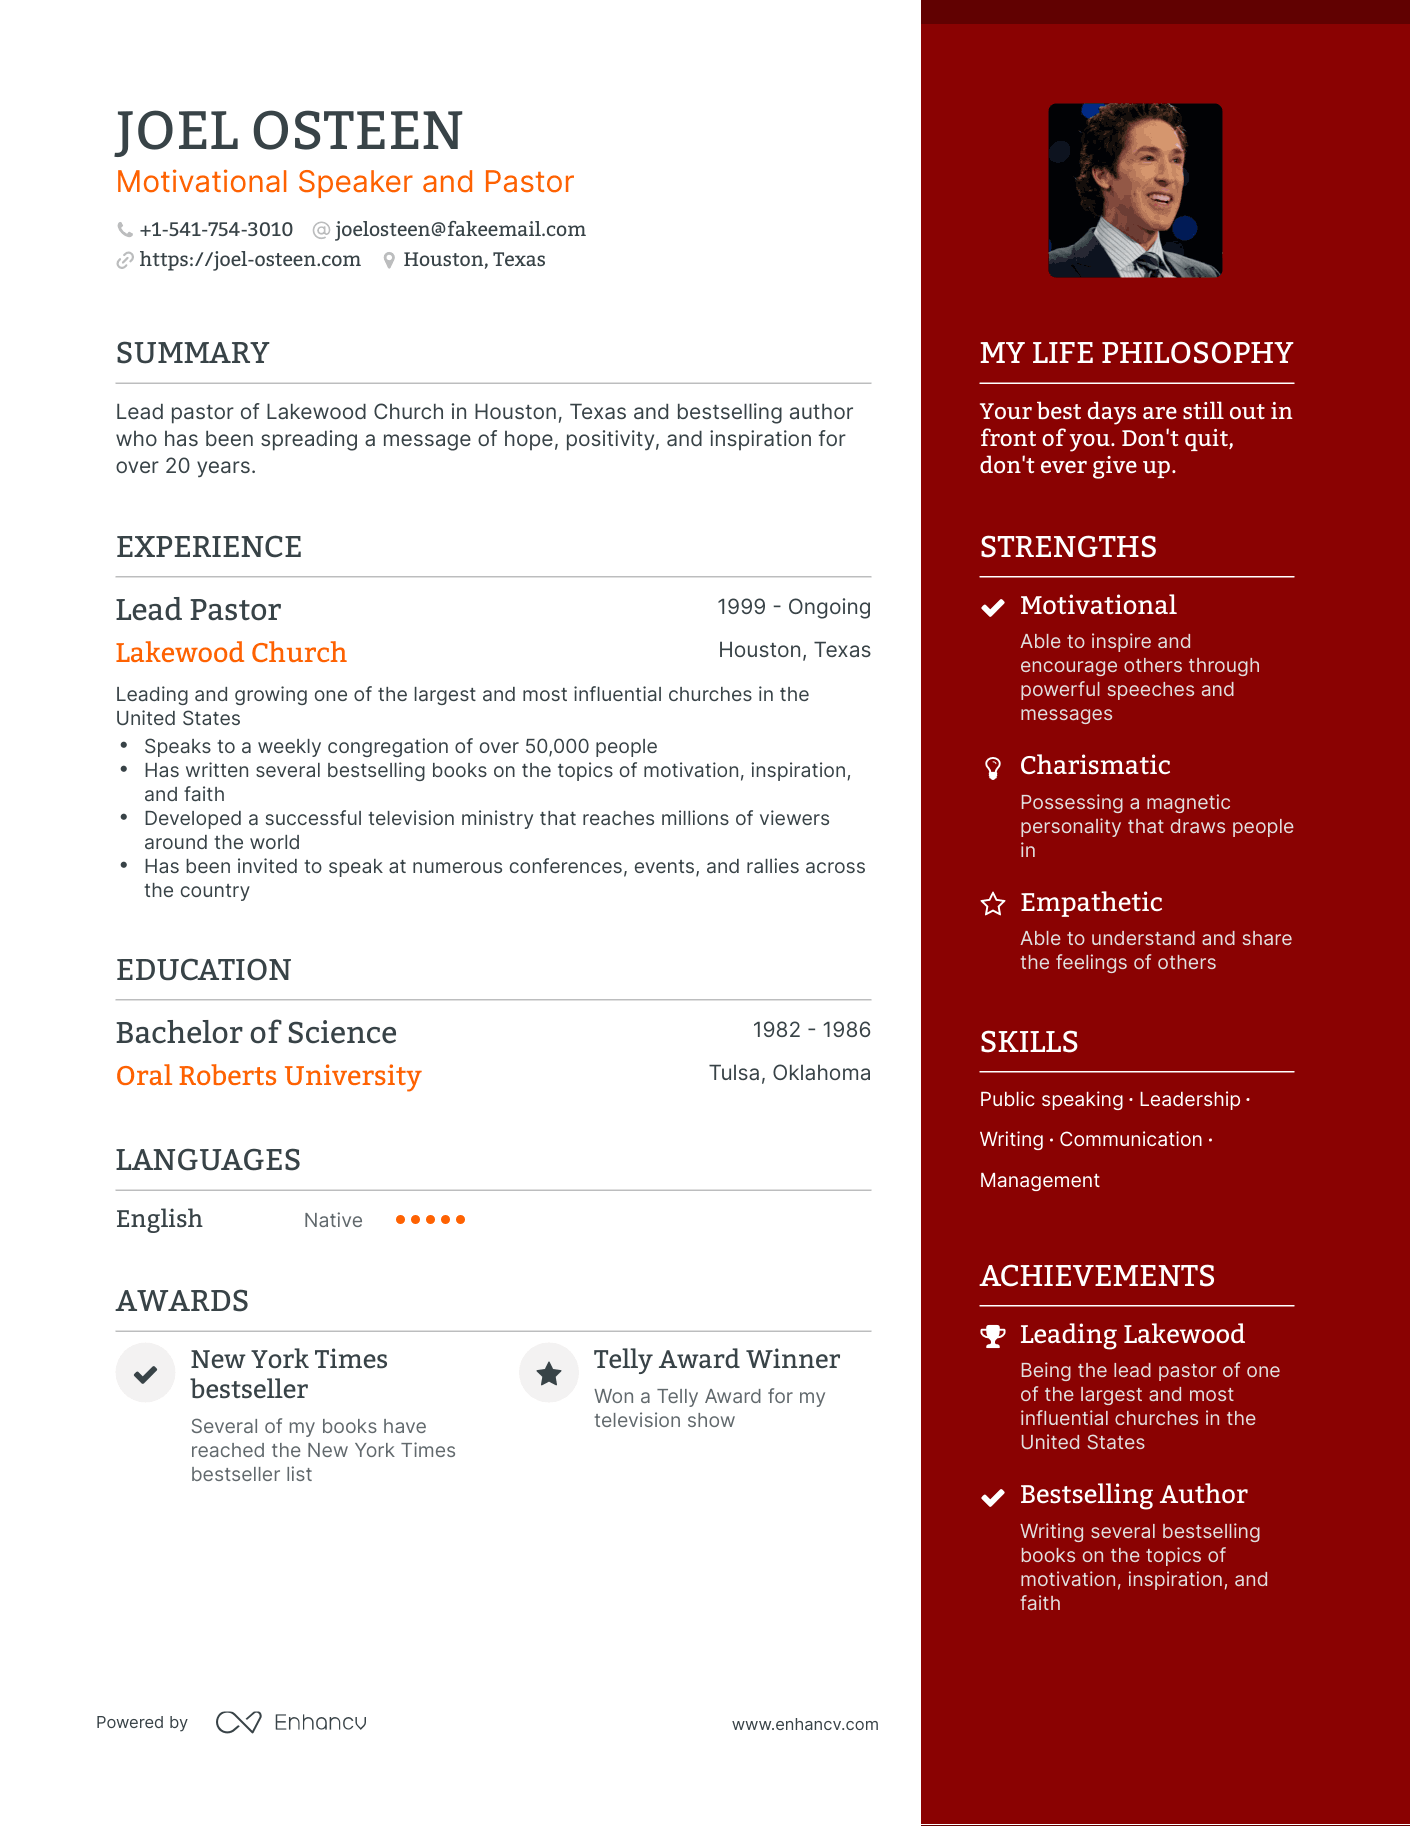 JOEL OSTEEN
Motivational Speaker and Pastor
+1-541-754-3010 @ joelosteen@fakeemail.com
https://joel-osteen.com Houston, Texas
SUMMARY
Lead pastor of Lakewood Church in Houston, Texas and bestselling author
who has been spreading a message of hope, positivity, and inspiration for
over 20 years.
EXPERIENCE
Lead Pastor 1999 - Ongoing
Lakewood Church Houston, Texas
Leading and growing one of the largest and most influential churches in the
United States
• Speaks to a weekly congregation of over 50,000 people
• Has written several bestselling books on the topics of motivation, inspiration,
and faith
• Developed a successful television ministry that reaches millions of viewers
around the world
• Has been invited to speak at numerous conferences, events, and rallies across
the country
EDUCATION
Bachelor of Science 1982 - 1986
Oral Roberts University Tulsa, Oklahoma
LANGUAGES
English Native
AWARDS
New York Times
bestseller
Several of my books have
reached the New York Times
bestseller list
Telly Award Winner
Won a Telly Award for my
television show
MY LIFE PHILOSOPHY
Your best days are still out in
front of you. Don't quit,
don't ever give up.
STRENGTHS
Motivational
Able to inspire and
encourage others through
powerful speeches and
messages
Charismatic
Possessing a magnetic
personality that draws people
in
Empathetic
Able to understand and share
the feelings of others
SKILLS
Public speaking · Leadership ·
Writing · Communication ·
Management
ACHIEVEMENTS
Leading Lakewood
Being the lead pastor of one
of the largest and most
influential churches in the
United States
Bestselling Author
Writing several bestselling
books on the topics of
motivation, inspiration, and
faith
Powered by Enhancv www.enhancv.com